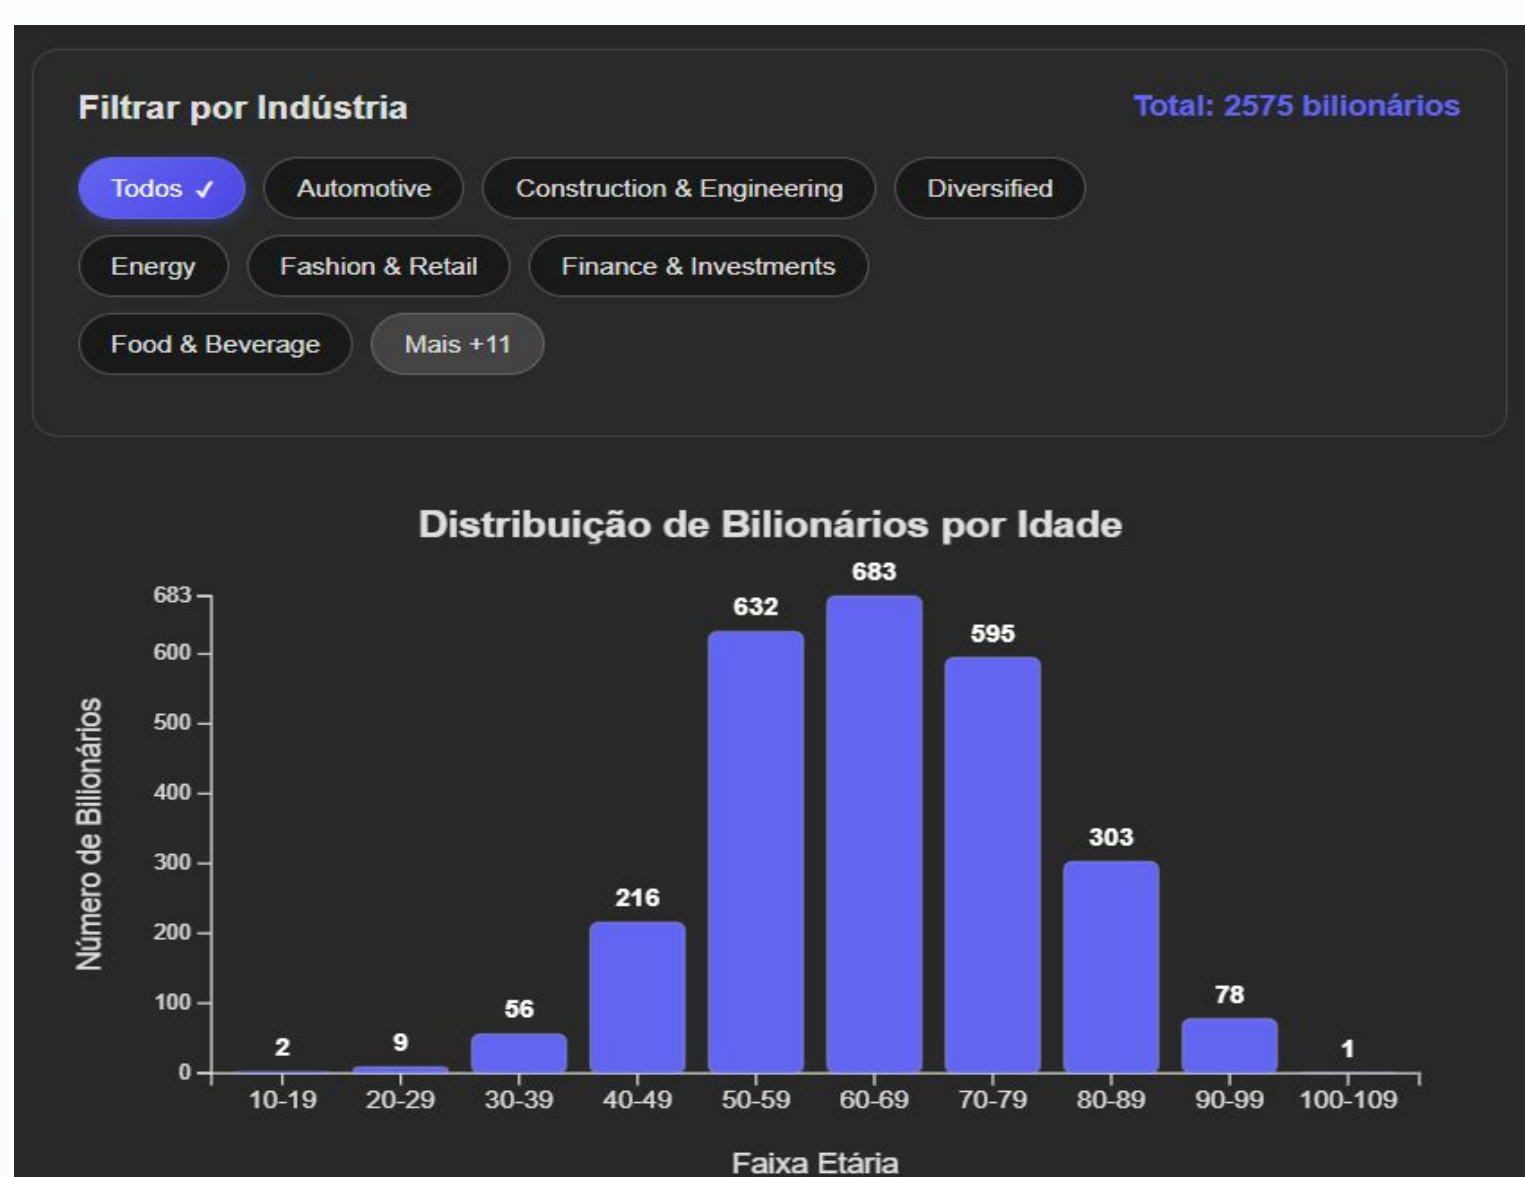 Filtrar por Indústria
Total: 2575 bilionários
Todos ✓
Automotive
Construction & Engineering
Diversified
Energy
Fashion & Retail
Finance & Investments
Food & Beverage
Mais +11
Distribuição de Bilionários por Idade
Número de Bilionários
683
600
500
400
300
200
100
0
2
9
56
216
632
683
595
303
78
1
10-19
20-29
30-39
40-49
50-59
60-69
70-79
80-89
90-99
100-109
Faixa Etária